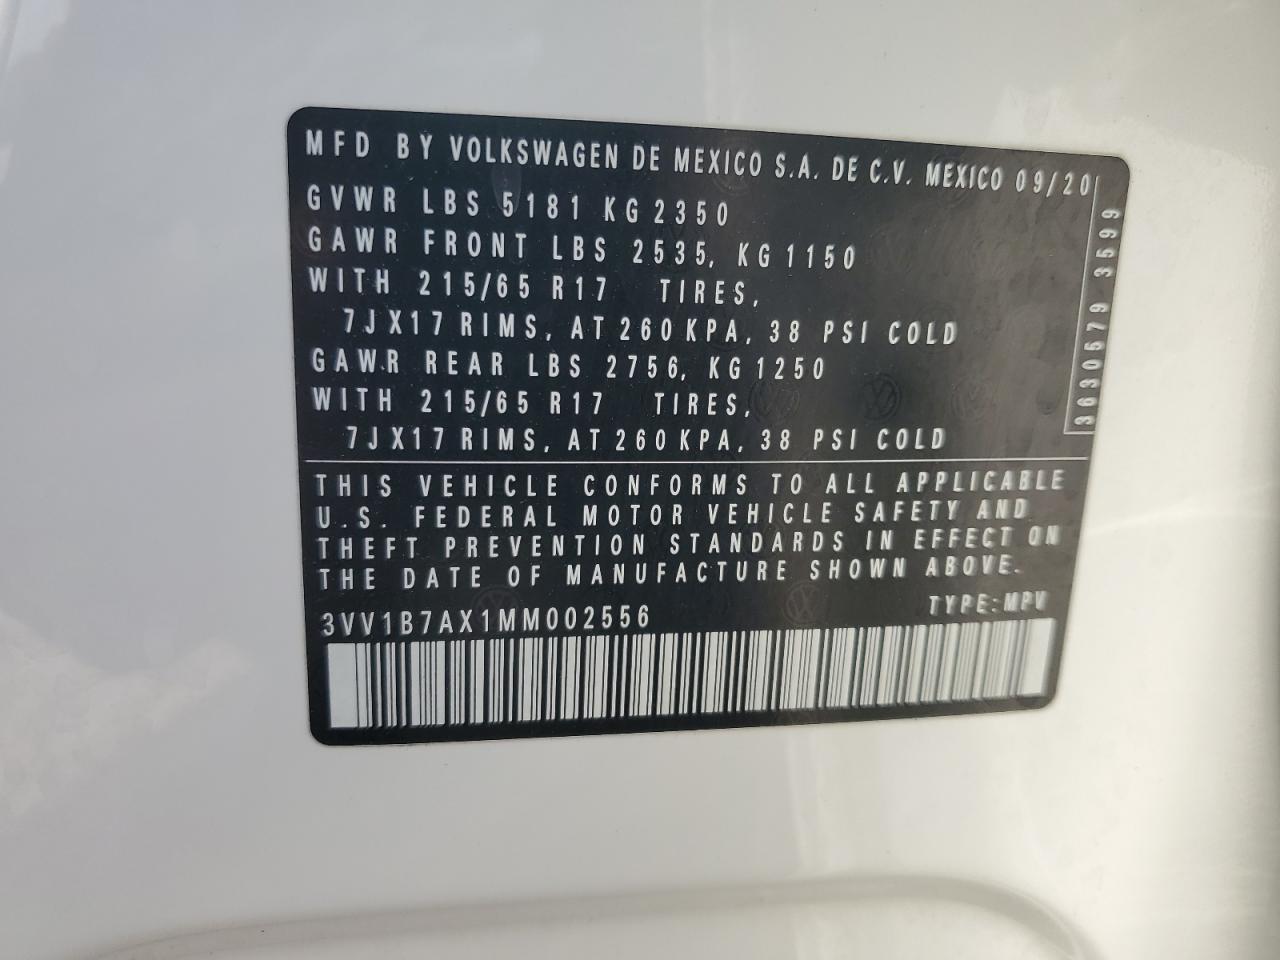 MFD BY VOLKSWAGEN DE MEXICO S.A. DE C.V. MEXICO 09/20
GVWR LBS 5181 KG 2350
GAWR FRONT LBS 2535, KG 1150
WITH 215/65 R17 TIRES,
7JX17 RIMS, AT 260 KPA, 38 PSI COLD
GAWR REAR LBS 2756, KG 1250
WITH 215/65 R17 TIRES,
7JX17 RIMS, AT 260 KPA, 38 PSI COLD
3630579 3599
THIS VEHICLE CONFORMS TO ALL APPLICABLE
U.S. FEDERAL MOTOR VEHICLE SAFETY AND
THEFT PREVENTION STANDARDS IN EFFECT ON
THE DATE OF MANUFACTURE SHOWN ABOVE.
3VV1B7AX1MM002556 TYPE: MPV